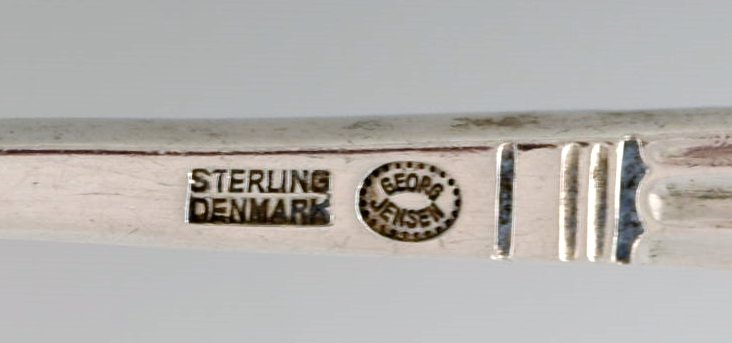 STERLING
DENMARK
GEORG
JENSEN